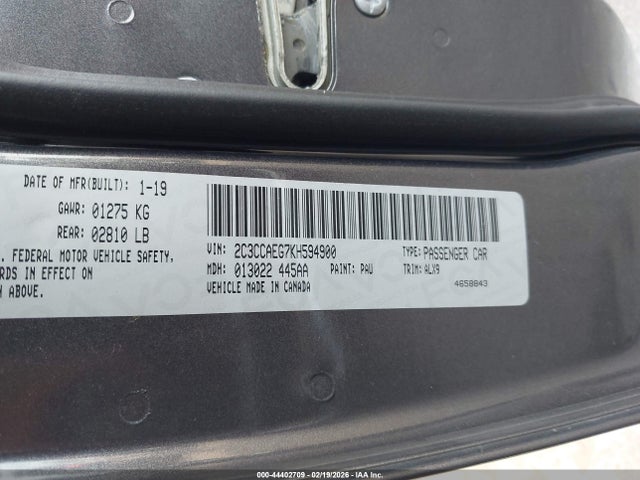 DATE OF MFR(BUILT): 1-19
GAWR: 01275 KG
REAR: 02810 LB
. FEDERAL MOTOR VEHICLE SAFETY,
RDS IN EFFECT ON
ABOVE.
VIN: 2C3CCAEG7KH594900
TYPE: PASSENGER CAR
MDH: 013022 445AA
PAINT: PAU
TRIM: ALX9
VEHICLE MADE IN CANADA
4658843
000-44402709 - 02/19/2026 - IAA Inc.